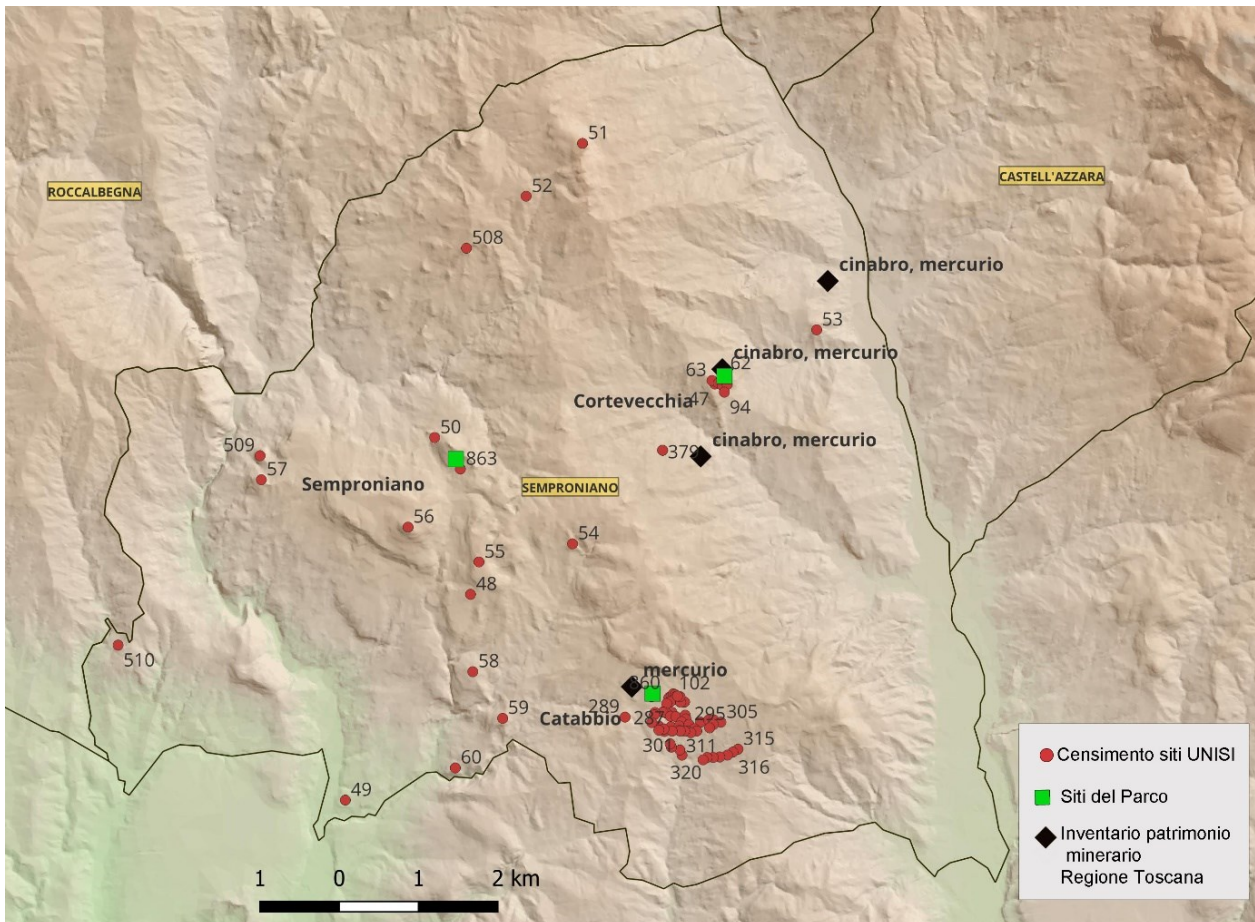 51
52
ROCCALBEGNA
CASTELL'AZZARA
508
cinabro, mercurio
53
cinabro, mercurio
62
63
47
Cortevecchia
94
50
cinabro, mercurio
379
509
863
57
Semproniano
SEMPRONIANO
56
54
55
48
510
58
mercurio
860
102
289
287
295
305
59
Catabbio
301
311
315
320
316
60
49
Censimento siti UNISI
Siti del Parco
Inventario patrimonio
minerario
Regione Toscana
1 0 1 2 km